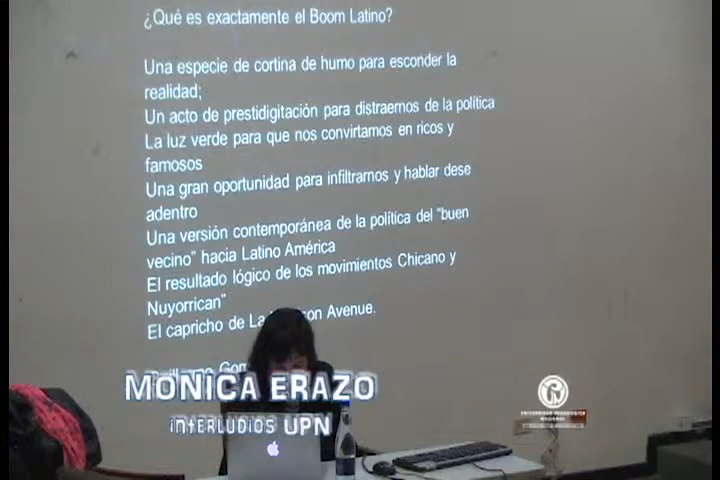 ¿Qué es exactamente el Boom Latino?
Una especie de cortina de humo para esconder la
realidad;
Un acto de prestidigitación para distraernos de la política
La luz verde para que nos convirtamos en ricos y
famosos
Una gran oportunidad para infiltrarnos y hablar dese
adentro
Una versión contemporánea de la política del "buen
vecino" hacia Latino América
El resultado lógico de los movimientos Chicano y
Nuyorrican"
El capricho de La Avenue.
MONICA ERAZO
INTERLUDIOS UPN
UNIVERSIDAD PEDAGOGICA
NACIONAL